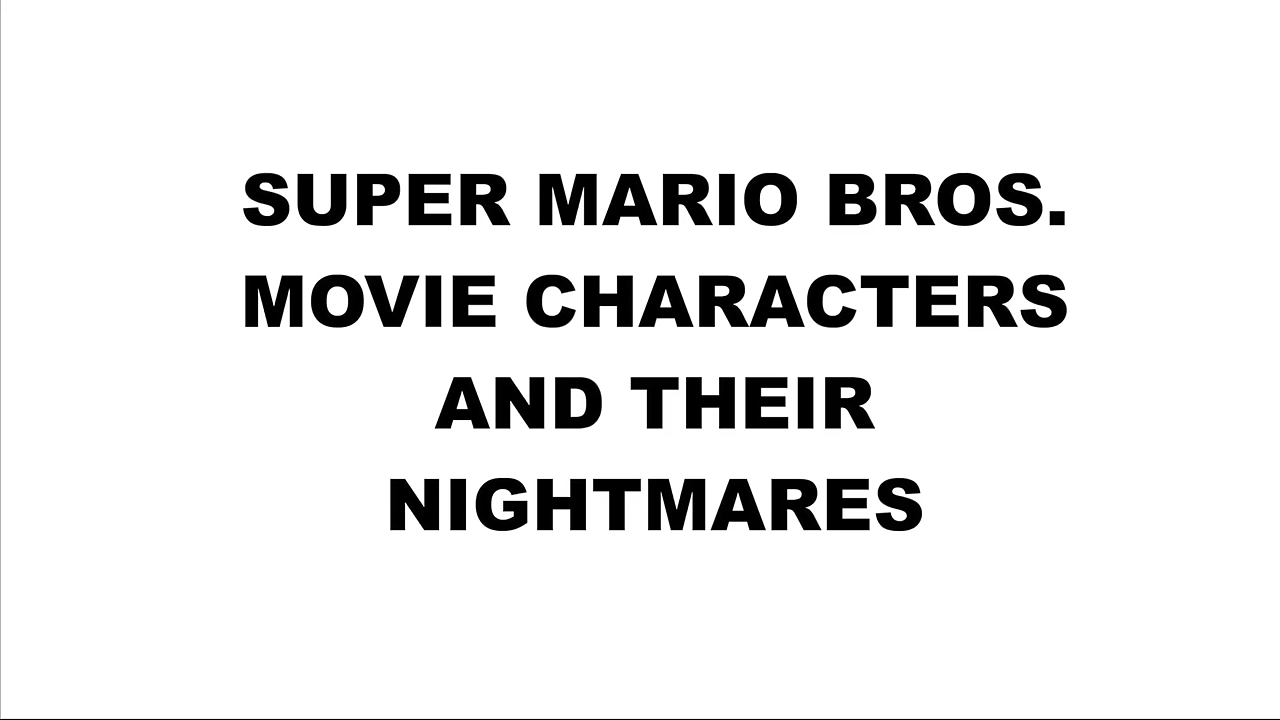 SUPER MARIO BROS.
MOVIE CHARACTERS
AND THEIR
NIGHTMARES